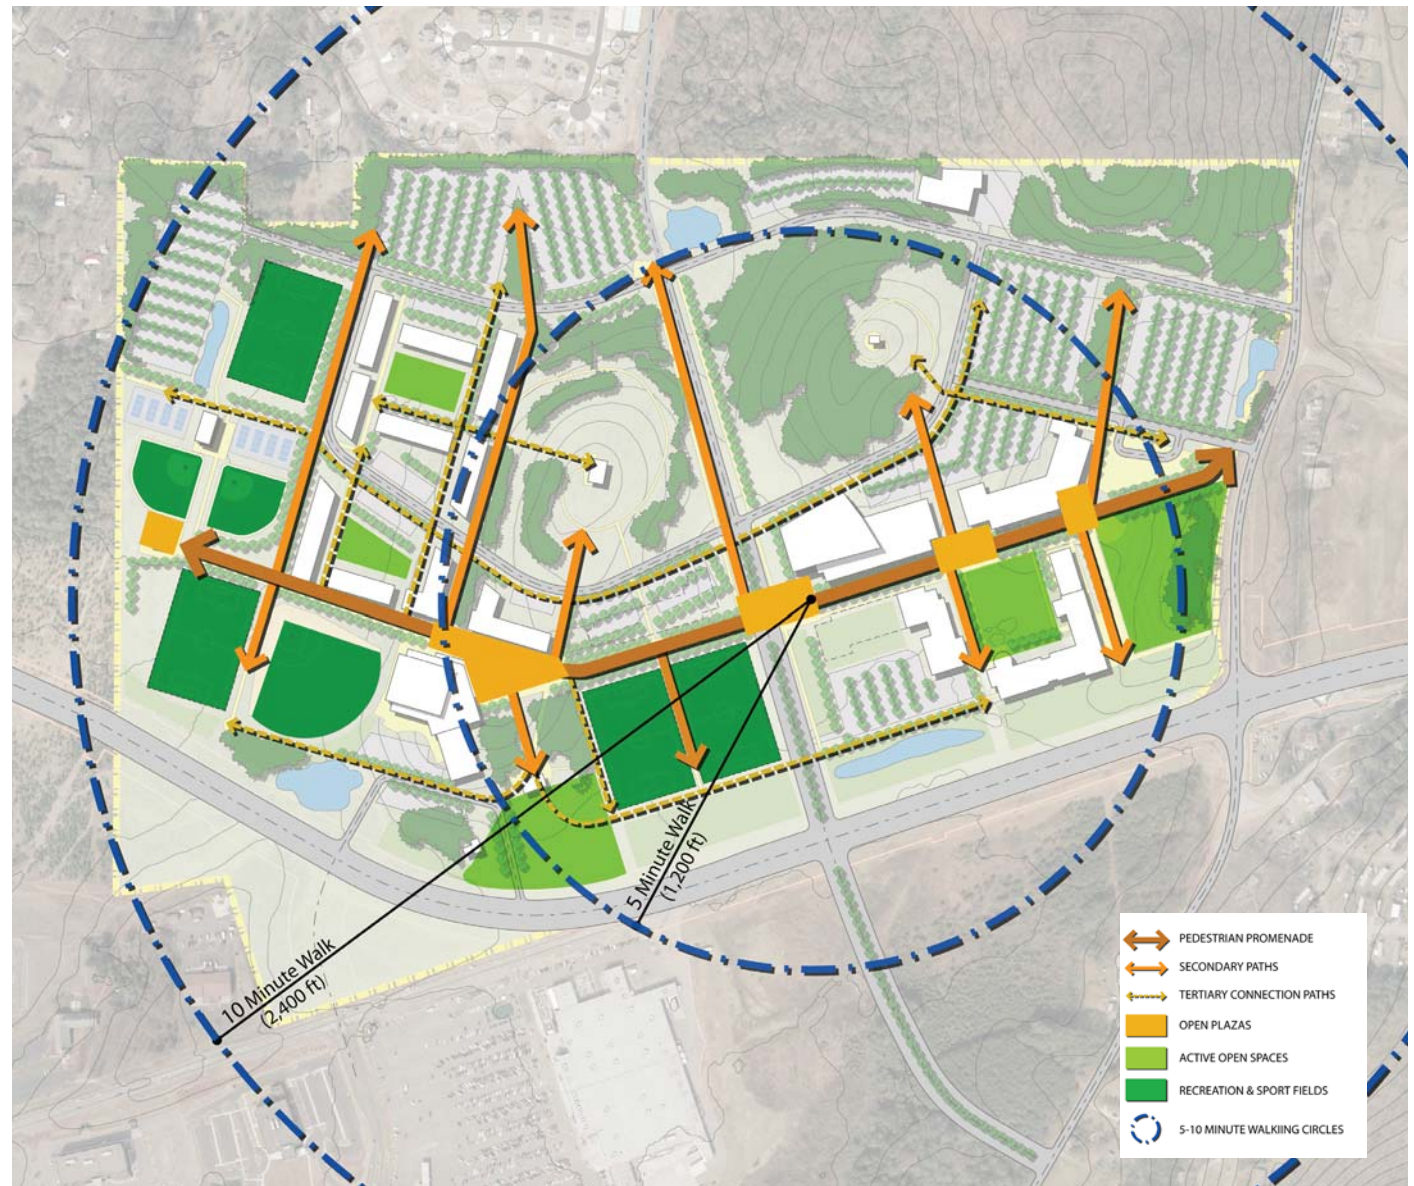 5 Minute Walk
(1,200 ft)
10 Minute Walk
(2,400 ft)
PEDESTRIAN PROMENADE
SECONDARY PATHS
TERTIARY CONNECTION PATHS
OPEN PLAZAS
ACTIVE OPEN SPACES
RECREATION & SPORT FIELDS
5-10 MINUTE WALKIING CIRCLES